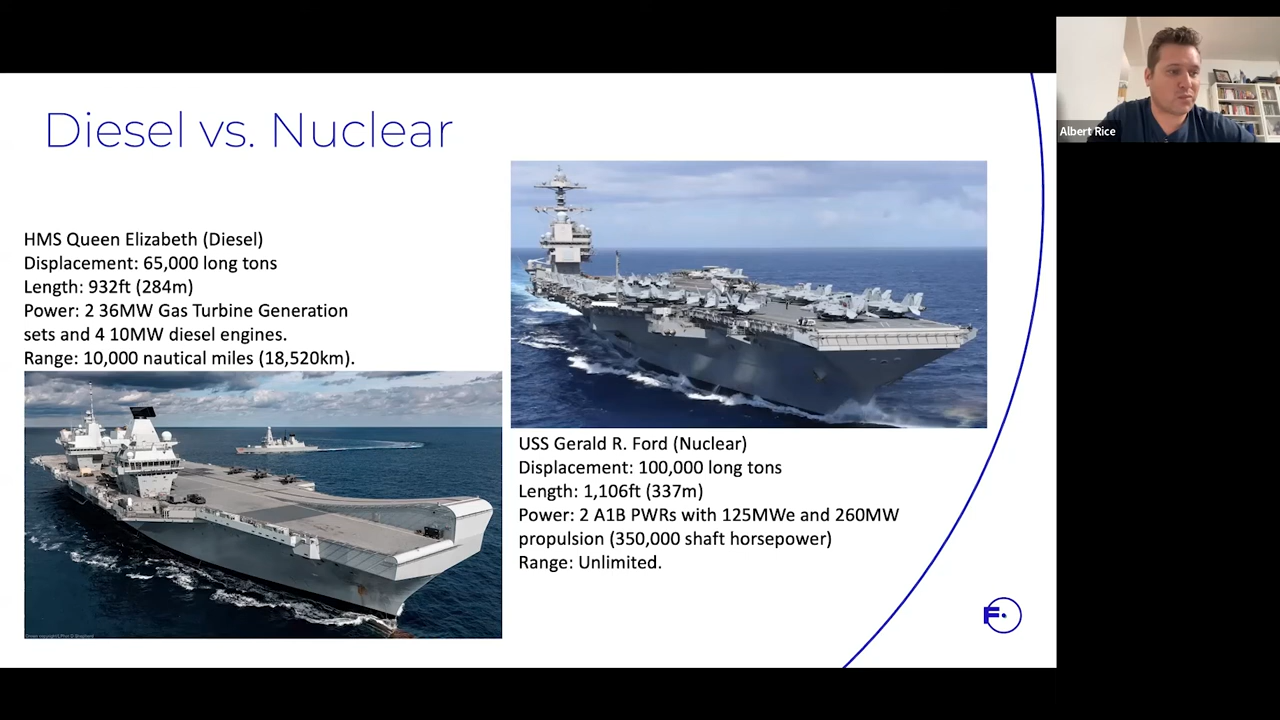 Diesel vs. Nuclear
Albert Rice
HMS Queen Elizabeth (Diesel)
Displacement: 65,000 long tons
Length: 932ft (284m)
Power: 2 36MW Gas Turbine Generation
sets and 4 10MW diesel engines.
Range: 10,000 nautical miles (18,520km).
USS Gerald R. Ford (Nuclear)
Displacement: 100,000 long tons
Length: 1,106ft (337m)
Power: 2 A1B PWRs with 125MWe and 260MW
propulsion (350,000 shaft horsepower)
Range: Unlimited.
F